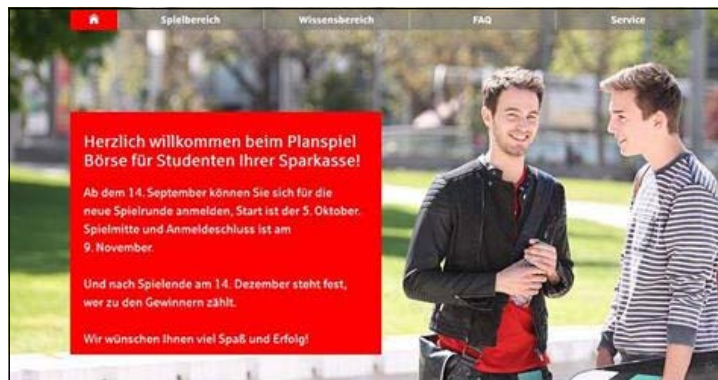 Spielbereich
Wissensbereich
FAQ
Service
Herzlich willkommen beim Planspiel
Börse für Studenten Ihrer Sparkasse!
Ab dem 14. September können Sie sich für die
neue Spielrunde anmelden, Start ist der 5. Oktober.
Spielmitte und Anmeldeschluss ist am
9. November.
Und nach Spielende am 14. Dezember steht fest,
wer zu den Gewinnern zählt.
Wir wünschen Ihnen viel Spaß und Erfolg!